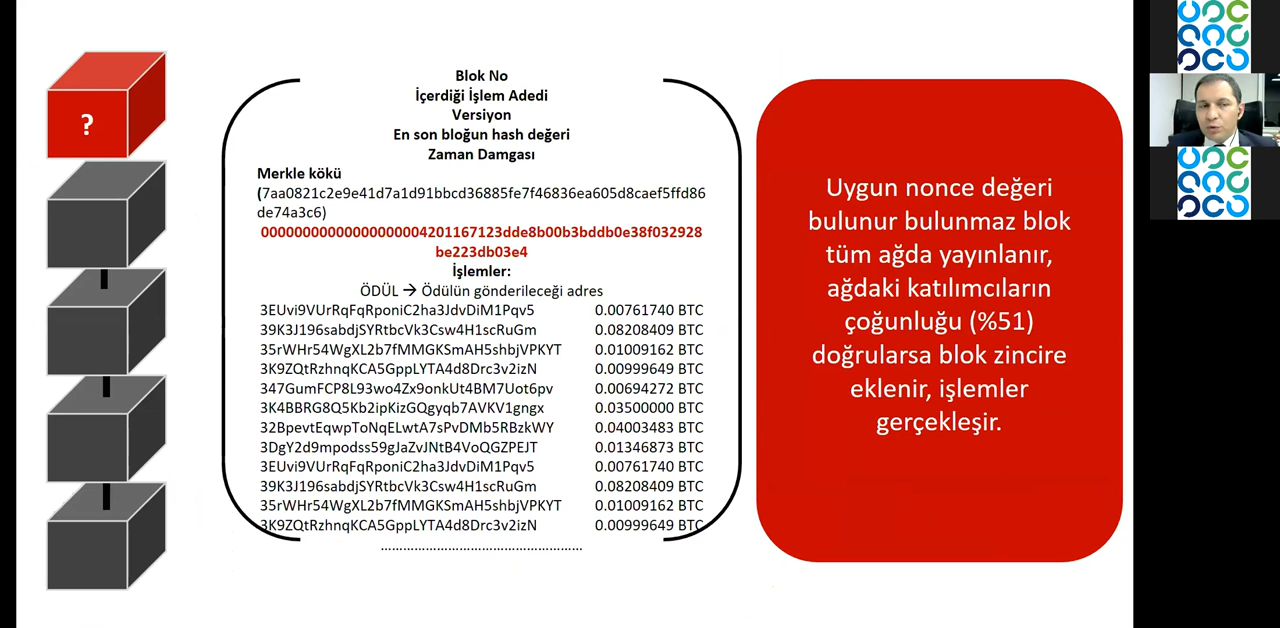 ?
Blok No
İçerdiği İşlem Adedi
Versiyon
En son bloğun hash değeri
Zaman Damgası
Merkle kökü
(7aa0821c2e9e41d7a1d91bbcd36885fe7f46836ea605d8caef5ffd86
de74a3c6)
00000000000000000004201167123dde8b00b3bddb0e38f032928
be223db03e4
İşlemler:
ÖDÜL → Ödülün gönderileceği adres
3EUvi9VUrRqFqRponiC2ha3JdvDiM1Pqv5 0.00761740 BTC
39K3J196sabdjSYRtbcVk3Csw4H1scRuGm 0.08208409 BTC
35rWHr54WgXL2b7fMMGKSmAH5shbjVPKYT 0.01009162 BTC
3K9ZQtRzhnqKCA5GppLYTA4d8Drc3v2izN 0.00999649 BTC
347GumFCP8L93wo4Zx9onkUt4BM7Uot6pv 0.00694272 BTC
3K4BBRG8Q5Kb2ipKizGQgyqb7AVKV1gngx 0.03500000 BTC
32BpevtEqwpToNqELwtA7sPvDMb5RBzkWY 0.04003483 BTC
3DgY2d9mpodss59gJaZvJNtB4VoQGZPEJT 0.01346873 BTC
3EUvi9VUrRqFqRponiC2ha3JdvDiM1Pqv5 0.00761740 BTC
39K3J196sabdjSYRtbcVk3Csw4H1scRuGm 0.08208409 BTC
35rWHr54WgXL2b7fMMGKSmAH5shbjVPKYT 0.01009162 BTC
3K9ZQtRzhnqKCA5GppLYTA4d8Drc3v2izN 0.00999649 BTC
……………………………………………
Uygun nonce değeri
bulunur bulunmaz blok
tüm ağda yayınlanır,
ağdaki katılımcıların
çoğunluğu (%51)
doğrularsa blok zincire
eklenir, işlemler
gerçekleşir.